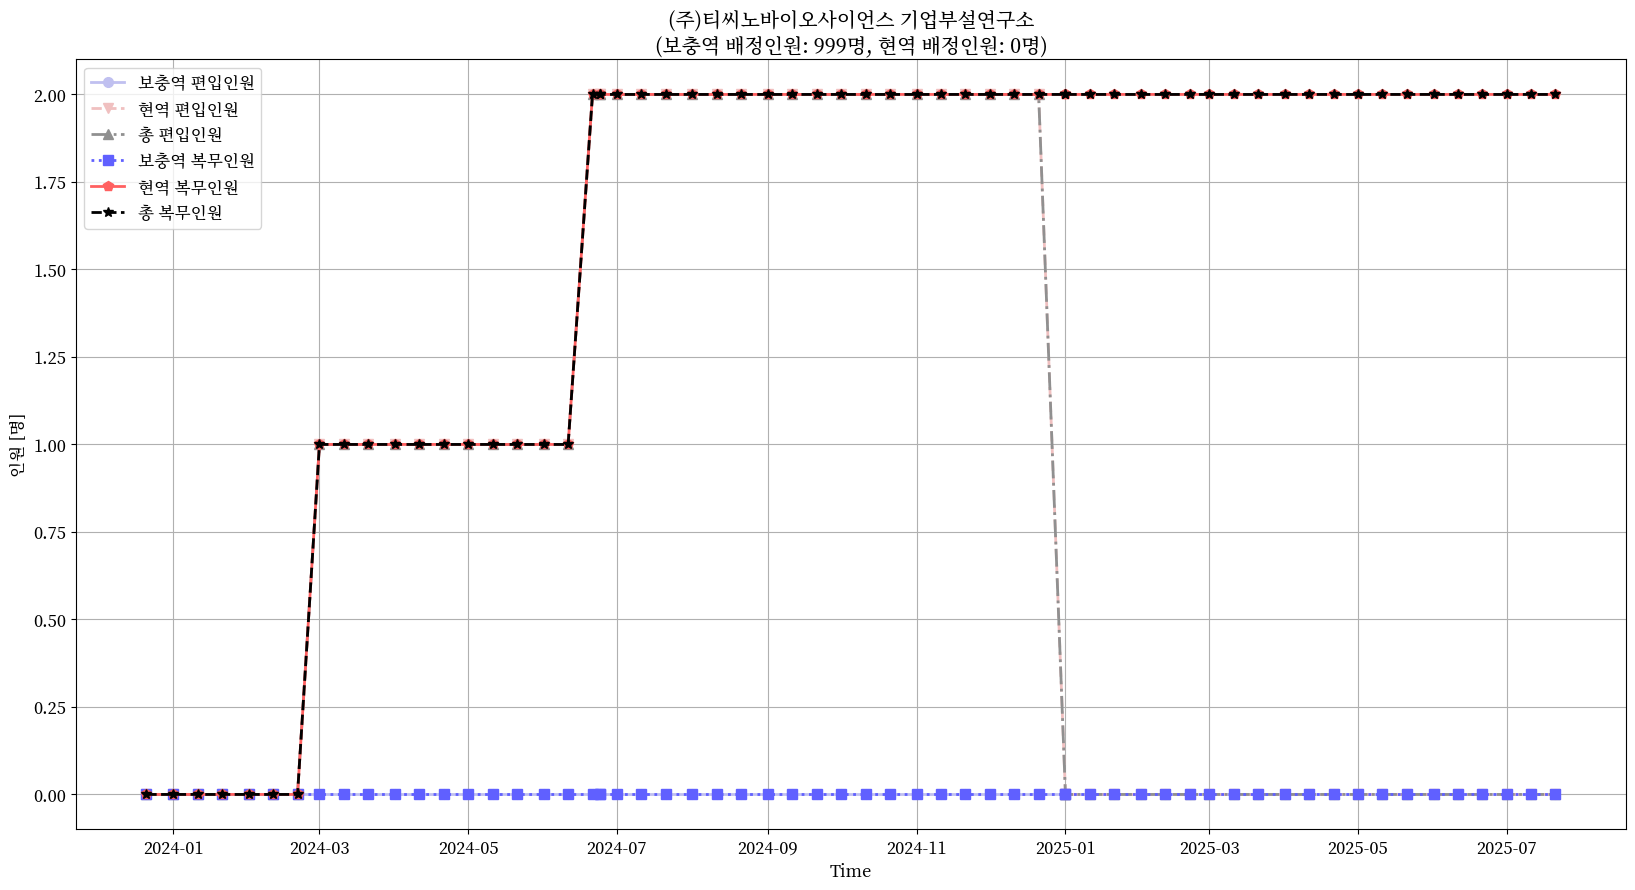 (주)티씨노바이오사이언스 기업부설연구소
(보충역 배정인원: 999명, 현역 배정인원: 0명)
보충역 편입인원
현역 편입인원
총 편입인원
보충역 복무인원
현역 복무인원
총 복무인원
2.00
1.75
1.50
1.25
1.00
0.75
0.50
0.25
0.00
인원 [명]
2024-01
2024-03
2024-05
2024-07
2024-09
2024-11
2025-01
2025-03
2025-05
2025-07
Time